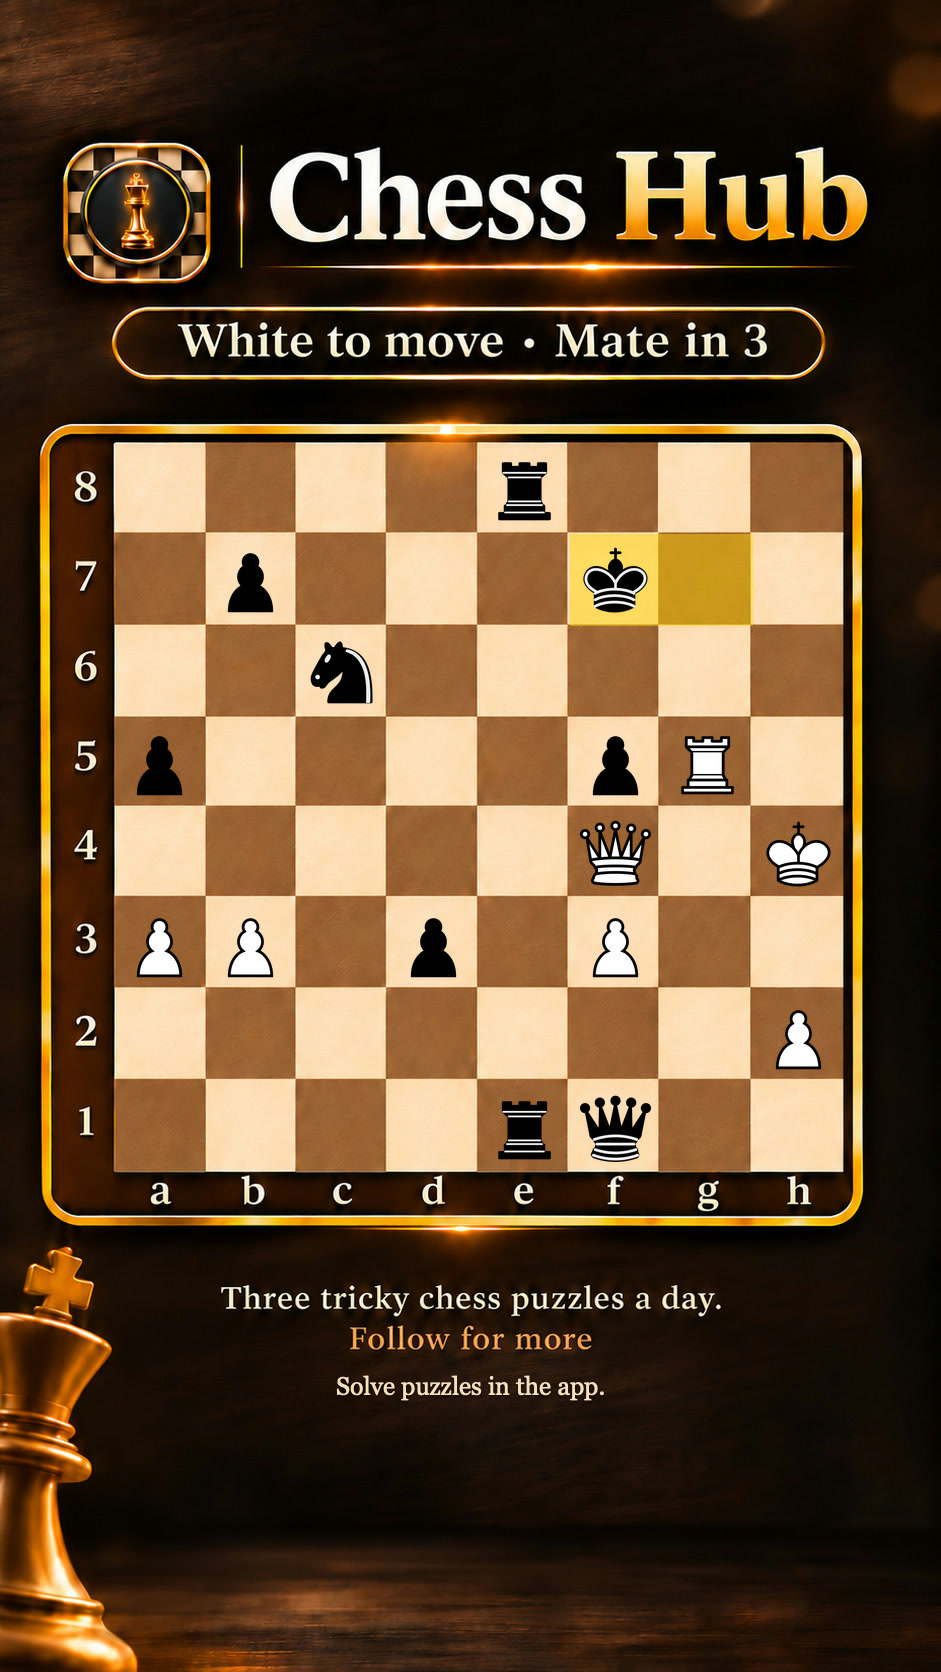 Chess Hub
White to move • Mate in 3
8
7
6
5
4
3
2
1
a b c d e f g h
Three tricky chess puzzles a day.
Follow for more
Solve puzzles in the app.